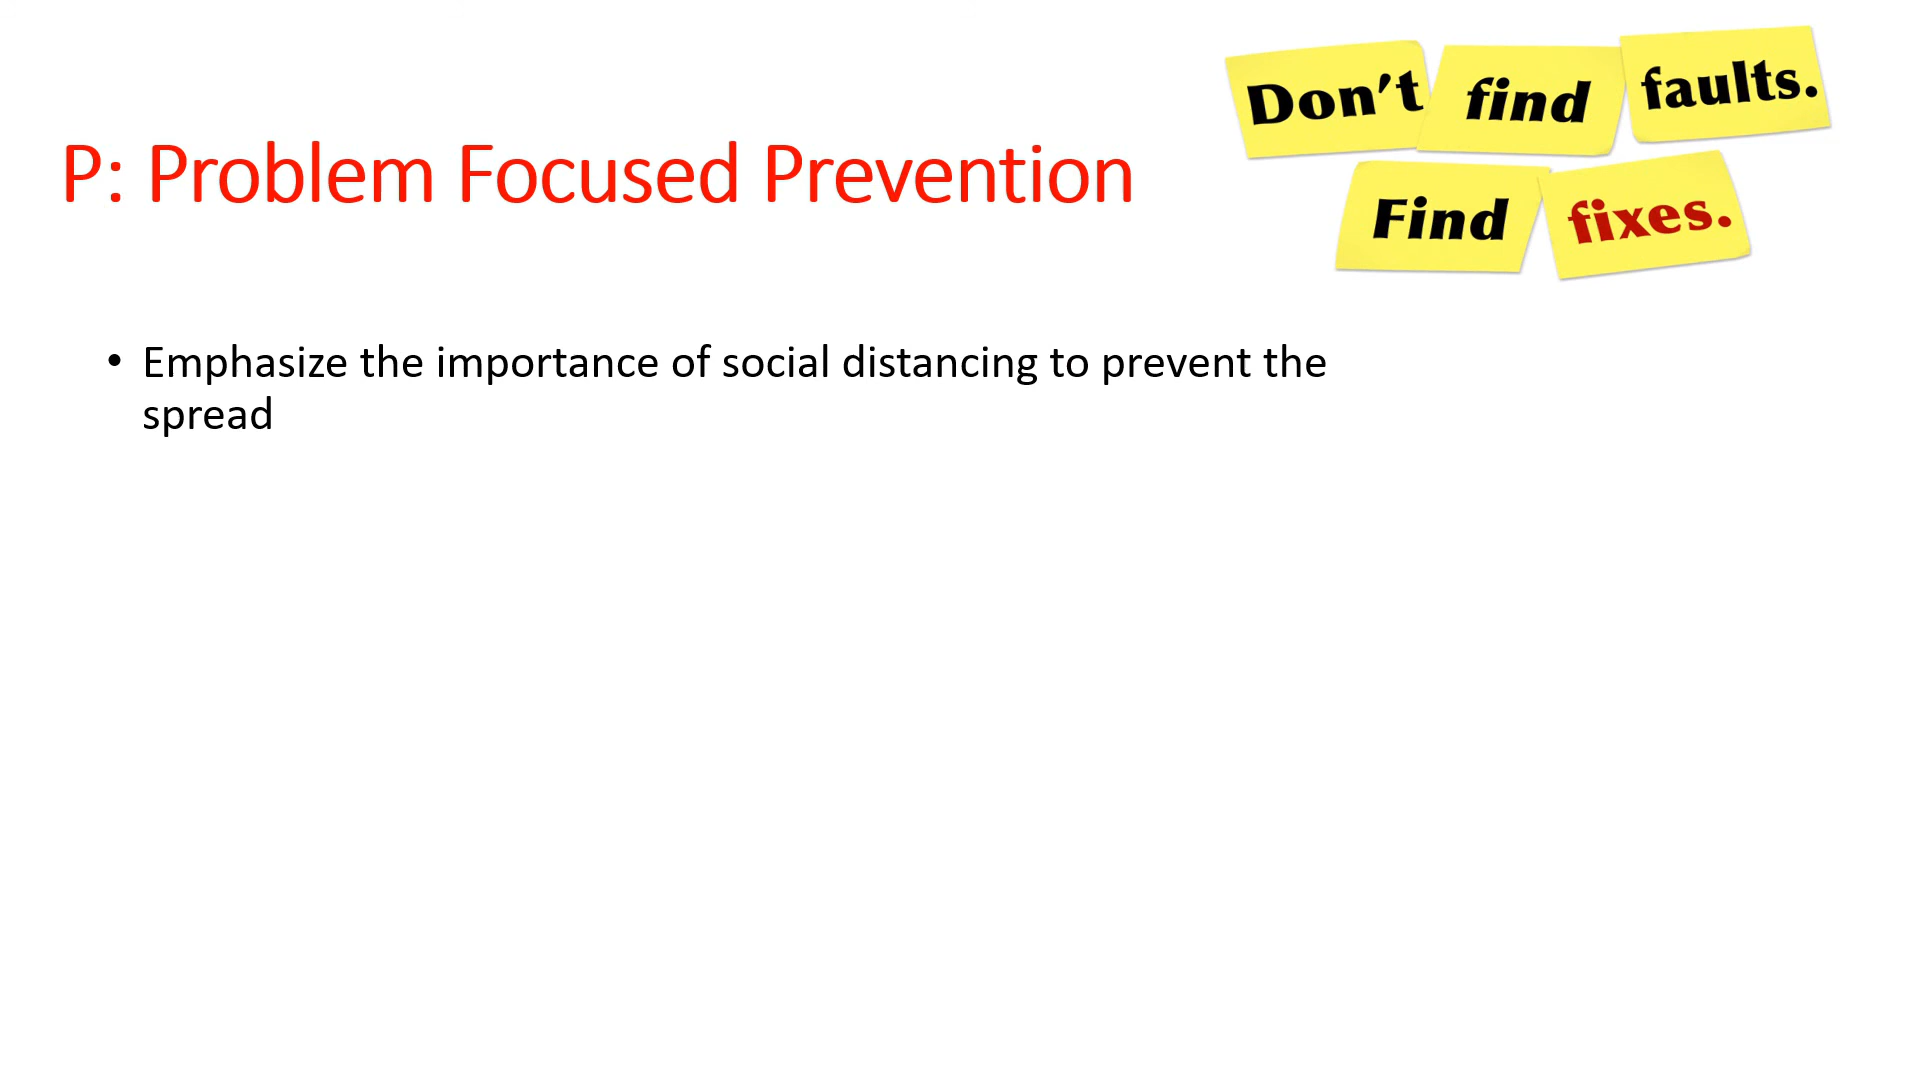 Don't find faults.
Find fixes.
P: Problem Focused Prevention
• Emphasize the importance of social distancing to prevent the
spread